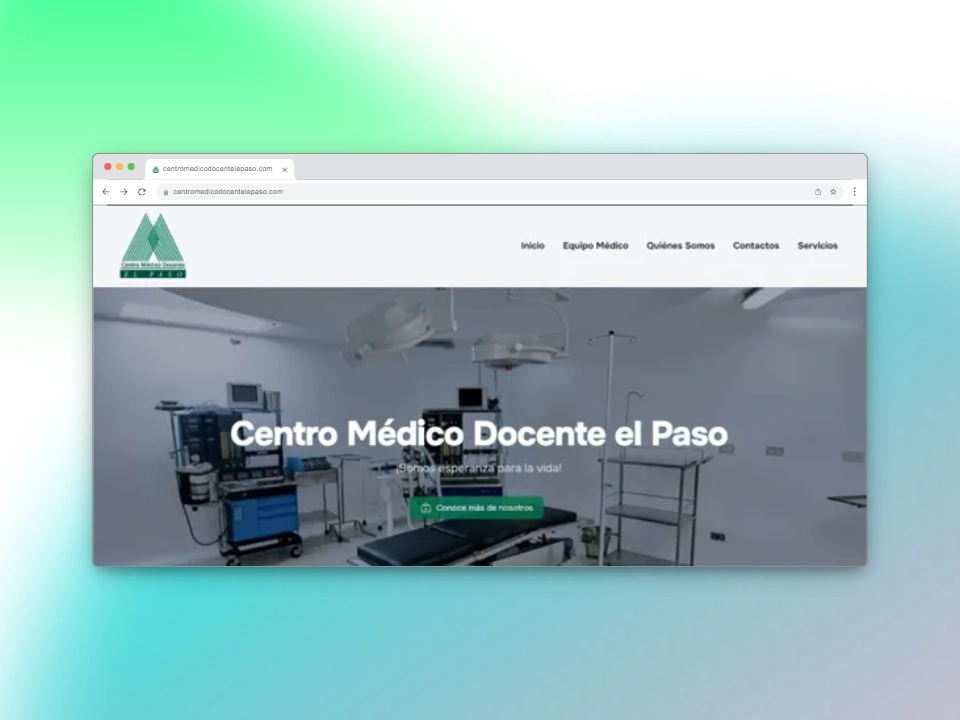 centromedicodocentelepaso.com
centromedicodocentelepaso.com
Centro Médico Docente
EL PASO
Inicio Equipo Médico Quiénes Somos Contactos Servicios
Centro Médico Docente el Paso
¡Somos esperanza para la vida!
Conoce más de nosotros